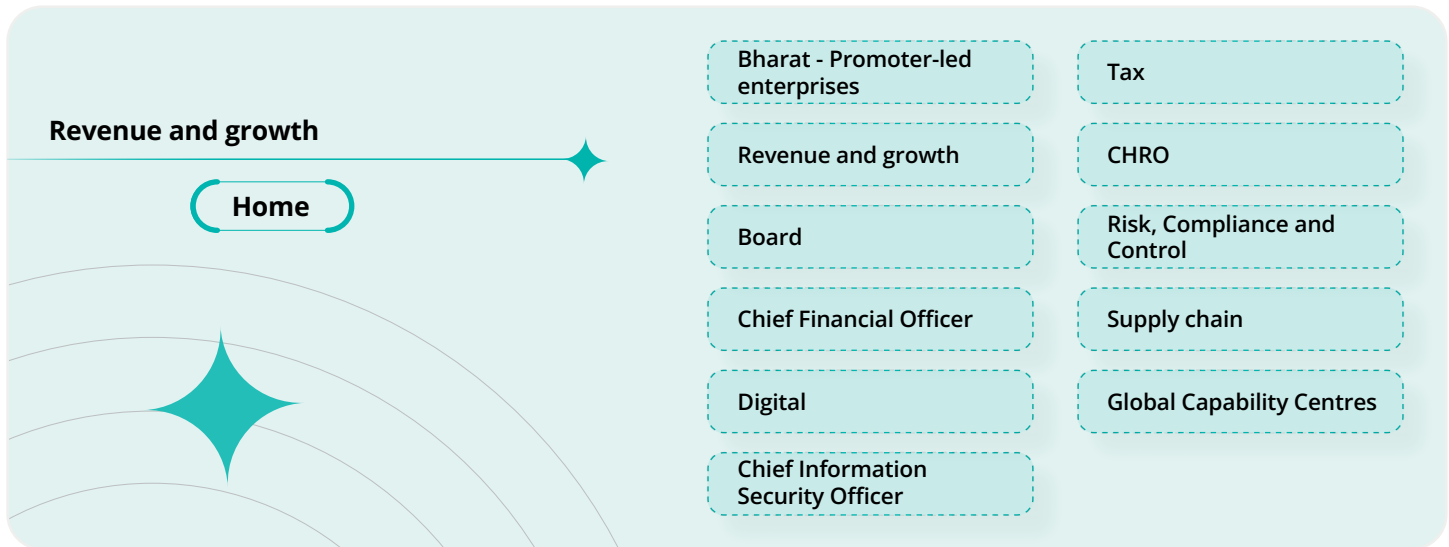 Revenue and growth
Home
Bharat - Promoter-led
enterprises
Revenue and growth
Board
Chief Financial Officer
Digital
Chief Information
Security Officer
Tax
CHRO
Risk, Compliance and
Control
Supply chain
Global Capability Centres